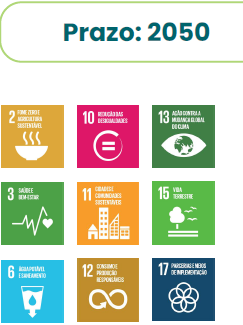 Prazo: 2050
2 FOME ZERO E
AGRICULTURA
SUSTENTÁVEL
10 REDUÇÃO DAS
DESIGUALDADES
13 AÇÃO CONTRA A
MUDANÇA GLOBAL
DO CLIMA
3 SAÚDE E
BEM-ESTAR
11 CIDADES E
COMUNIDADES
SUSTENTÁVEIS
15 VIDA
TERRESTRE
6 ÁGUA POTÁVEL
E SANEAMENTO
12 CONSUMO E
PRODUÇÃO
RESPONSÁVEIS
17 PARCERIAS E MEIOS
DE IMPLEMENTAÇÃO